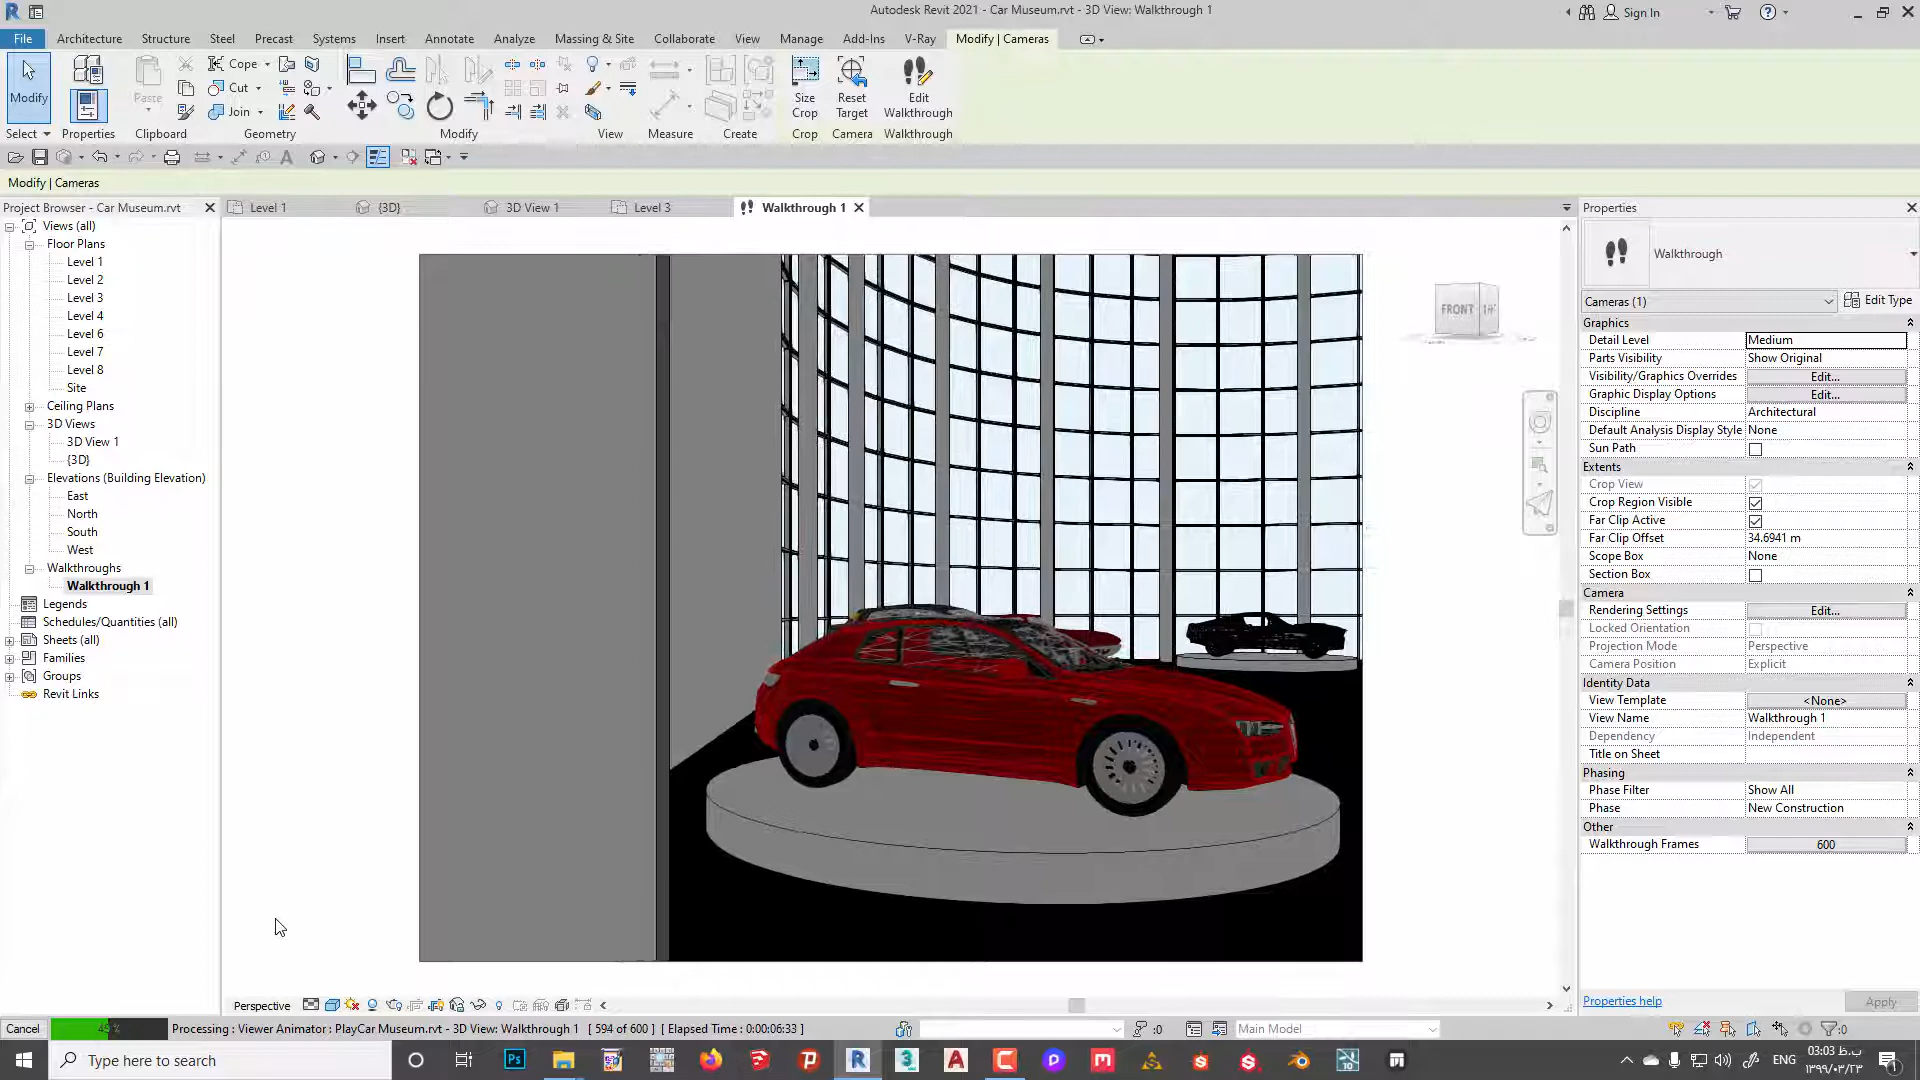 Autodesk Revit 2021 - Car Museum.rvt - 3D View: Walkthrough 1
Sign In
File Architecture Structure Steel Precast Systems Insert Annotate Analyze Massing & Site Collaborate View Manage Add-Ins V-Ray Modify | Cameras
Modify
Paste
Cope
Cut
Join
Size Crop
Reset Target
Edit Walkthrough
Select Properties Clipboard Geometry Modify View Measure Create Crop Camera Walkthrough
Modify | Cameras
Project Browser - Car Museum.rvt
Level 1 {3D} 3D View 1 Level 3 Walkthrough 1
Views (all)
Floor Plans
Level 1
Level 2
Level 3
Level 4
Level 6
Level 7
Level 8
Site
Ceiling Plans
3D Views
3D View 1
{3D}
Elevations (Building Elevation)
East
North
South
West
Walkthroughs
Walkthrough 1
Legends
Schedules/Quantities (all)
Sheets (all)
Families
Groups
Revit Links
FRONT
Properties
Walkthrough
Cameras (1) Edit Type
Graphics
Detail Level Medium
Parts Visibility Show Original
Visibility/Graphics Overrides Edit...
Graphic Display Options Edit...
Discipline Architectural
Default Analysis Display Style None
Sun Path
Extents
Crop View
Crop Region Visible
Far Clip Active
Far Clip Offset 34.6941 m
Scope Box None
Section Box
Camera
Rendering Settings Edit...
Locked Orientation
Projection Mode Perspective
Camera Position Explicit
Identity Data
View Template <None>
View Name Walkthrough 1
Dependency Independent
Title on Sheet
Phasing
Phase Filter Show All
Phase New Construction
Other
Walkthrough Frames 600
Properties help Apply
Perspective
Cancel Processing : Viewer Animator : PlayCar Museum.rvt - 3D View: Walkthrough 1 [ 594 of 600 ] [ Elapsed Time : 0:00:06:33 ] :0 Main Model :0
Type here to search
ENG
03:03 ب.ظ
۱۳۹۹/۰۳/۲۳